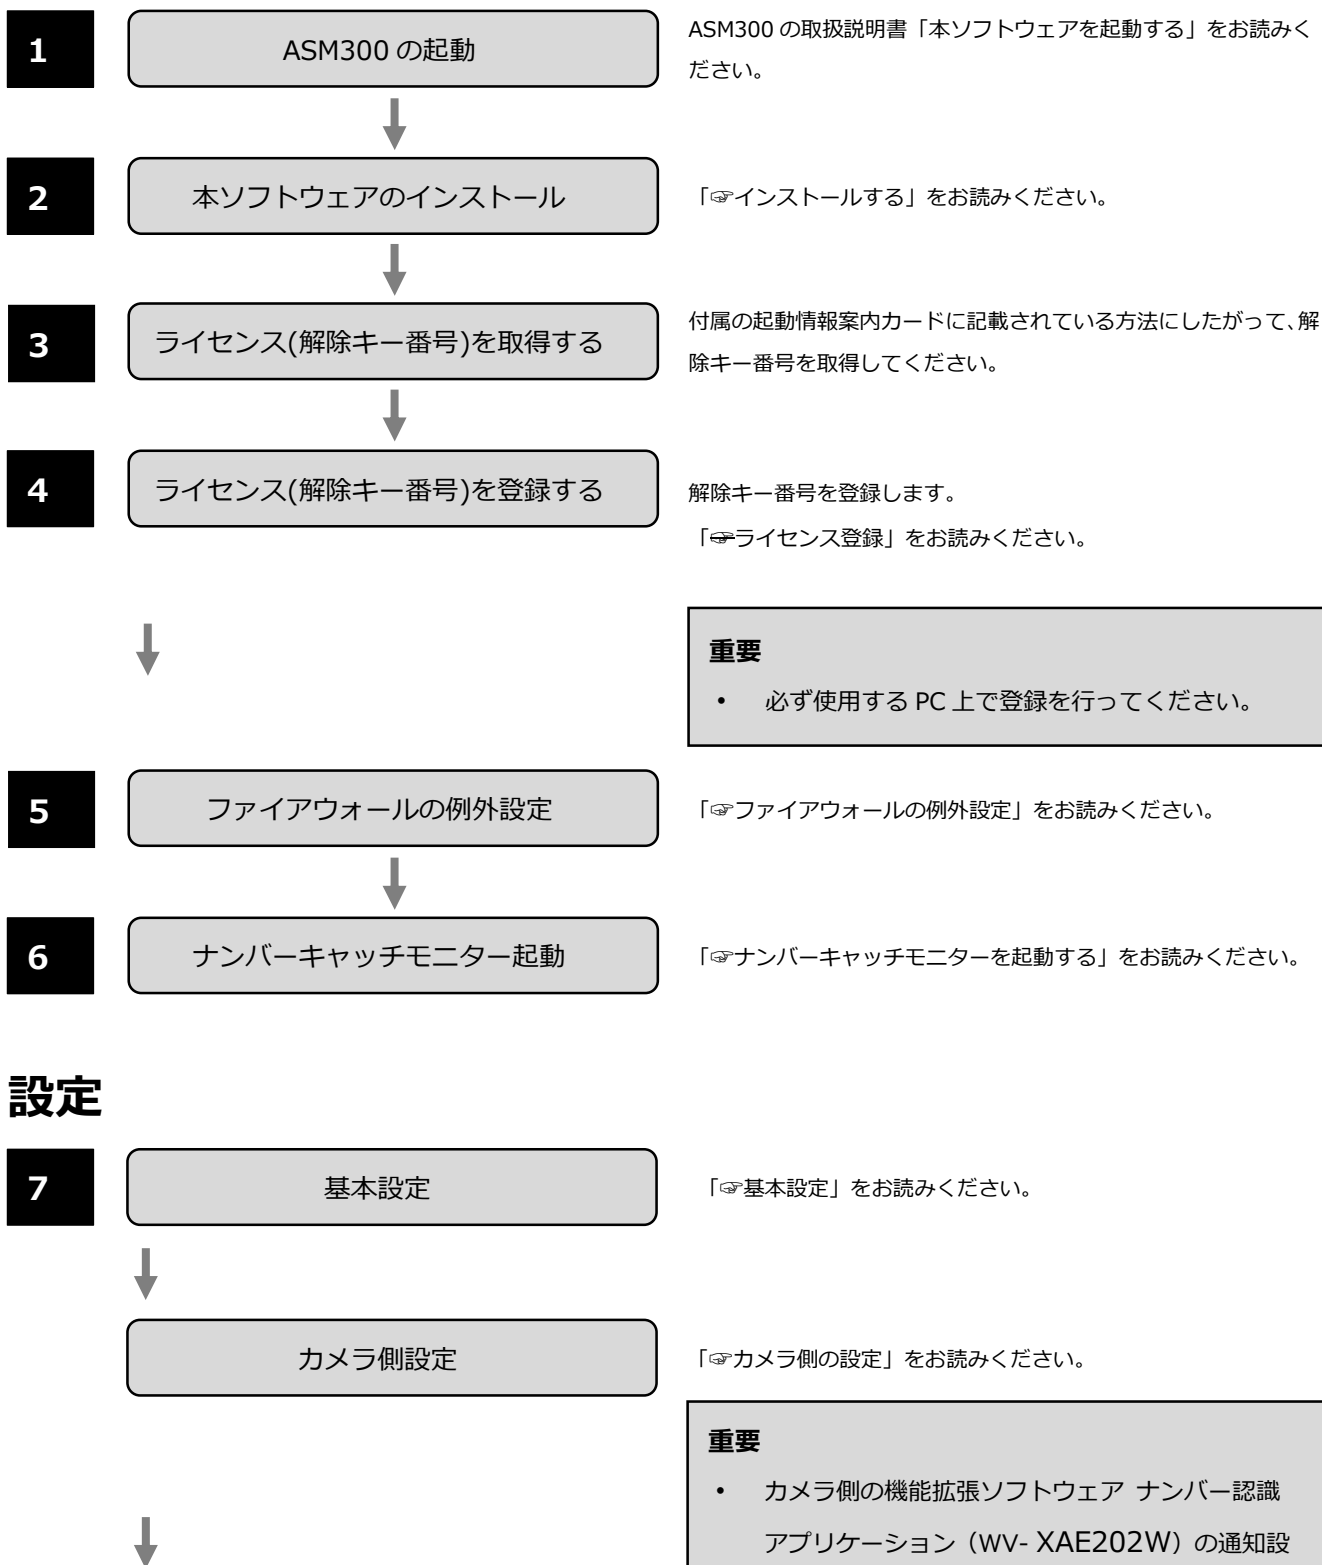 1
ASM300 の起動
ASM300 の取扱説明書「本ソフトウェアを起動する」をお読みく
ださい。
2
本ソフトウェアのインストール
「☞インストールする」をお読みください。
3
ライセンス(解除キー番号)を取得する
付属の起動情報案内カードに記載されている方法にしたがって、解
除キー番号を取得してください。
4
ライセンス(解除キー番号)を登録する
解除キー番号を登録します。
「☞ライセンス登録」をお読みください。
重要
• 必ず使用する PC 上で登録を行ってください。
5
ファイアウォールの例外設定
「☞ファイアウォールの例外設定」をお読みください。
6
ナンバーキャッチモニター起動
「☞ナンバーキャッチモニターを起動する」をお読みください。
設定
7
基本設定
「☞基本設定」をお読みください。
カメラ側設定
「☞カメラ側の設定」をお読みください。
重要
• カメラ側の機能拡張ソフトウェア ナンバー認識
アプリケーション（WV- XAE202W）の通知設